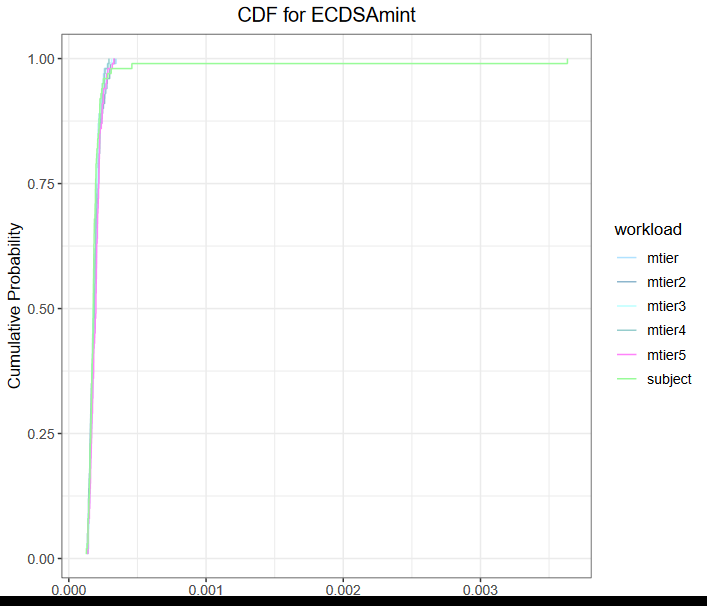 CDF for ECDSAmint
1.00
0.75
0.50
0.25
0.00
Cumulative Probability
0.000 0.001 0.002 0.003
workload
mtier
mtier2
mtier3
mtier4
mtier5
subject